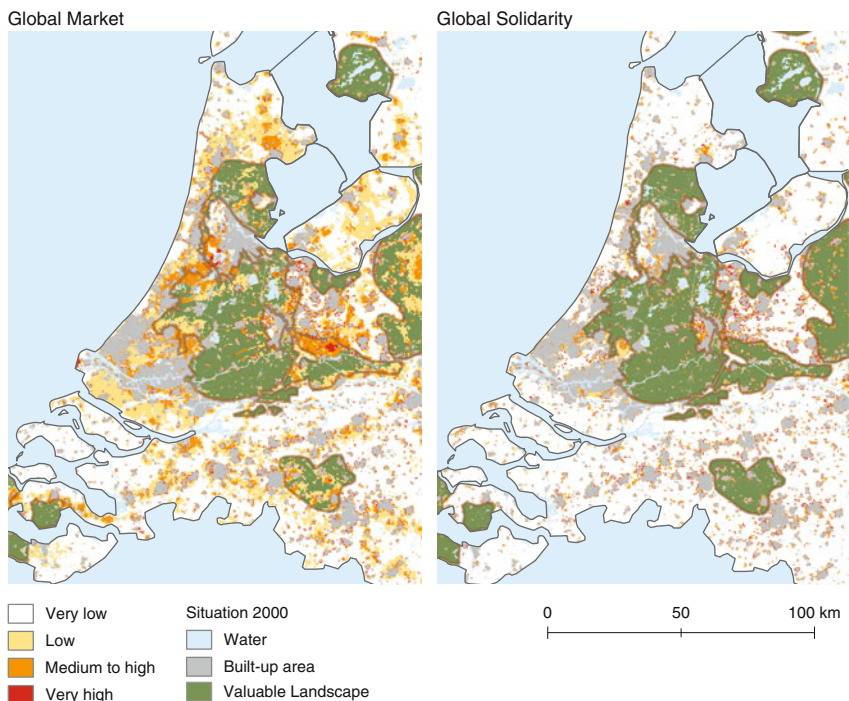 Global Market
Global Solidarity
Very low
Low
Medium to high
Very high
Situation 2000
Water
Built-up area
Valuable Landscape
0 50 100 km